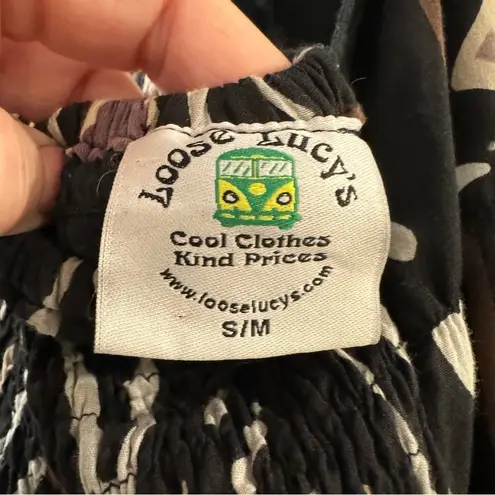 Loose Lucy's
Cool Clothes
Kind Prices
www.looselucys.com
S/M